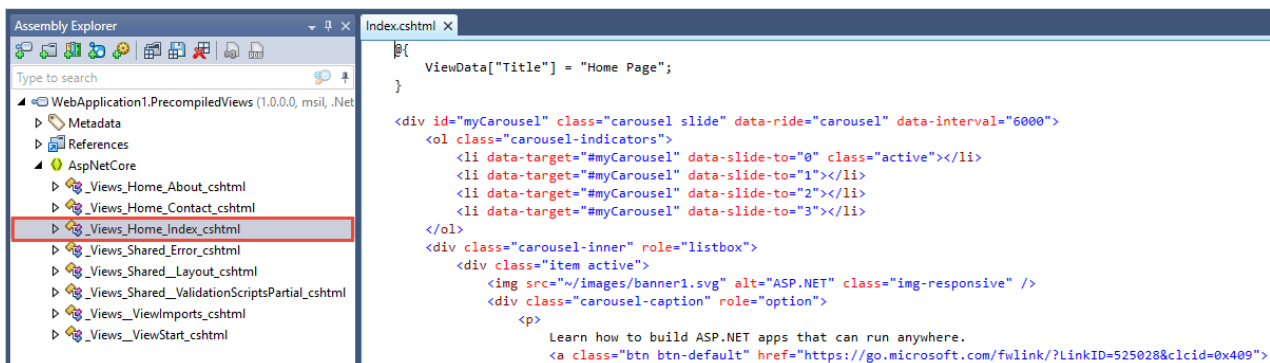 Assembly Explorer
Type to search
WebApplication1.PrecompiledViews (1.0.0.0, msil, .Net
Metadata
References
AspNetCore
_Views_Home_About_cshtml
_Views_Home_Contact_cshtml
_Views_Home_Index_cshtml
_Views_Shared_Error_cshtml
_Views_Shared__Layout_cshtml
_Views_Shared__ValidationScriptsPartial_cshtml
_Views__ViewImports_cshtml
_Views__ViewStart_cshtml
Index.cshtml
@{
ViewData["Title"] = "Home Page";
}
<div id="myCarousel" class="carousel slide" data-ride="carousel" data-interval="6000">
<ol class="carousel-indicators">
<li data-target="#myCarousel" data-slide-to="0" class="active"></li>
<li data-target="#myCarousel" data-slide-to="1"></li>
<li data-target="#myCarousel" data-slide-to="2"></li>
<li data-target="#myCarousel" data-slide-to="3"></li>
</ol>
<div class="carousel-inner" role="listbox">
<div class="item active">
<img src="~/images/banner1.svg" alt="ASP.NET" class="img-responsive" />
<div class="carousel-caption" role="option">
<p>
Learn how to build ASP.NET apps that can run anywhere.
<a class="btn btn-default" href="https://go.microsoft.com/fwlink/?LinkID=525028&clcid=0x409">